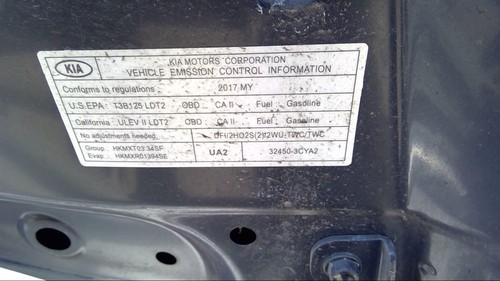 KIA
KIA MOTORS CORPORATION
VEHICLE EMISSION CONTROL INFORMATION
Conforms to regulations 2017 MY
U.S.EPA: T3B125 LDT2 OBD: CA II Fuel: Gasoline
California: ULEV II LDT2 OBD: CA II Fuel: Gasoline
No adjustments needed.
Group: HKMXT03.34SF
Evap: HKMXR01394SE
UA2
32450-3CYA2